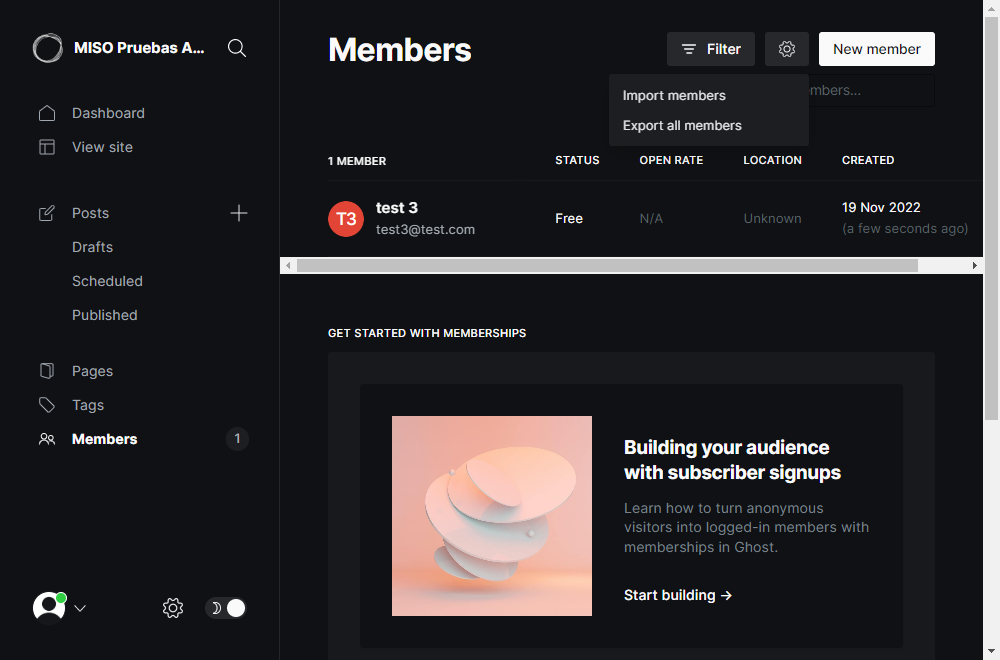 MISO Pruebas A...
Dashboard
View site
Posts
Drafts
Scheduled
Published
Pages
Tags
Members
1
Members
Filter
New member
Import members
Export all members
mbers...
1 MEMBER
STATUS
OPEN RATE
LOCATION
CREATED
T3
test 3
test3@test.com
Free
N/A
Unknown
19 Nov 2022
(a few seconds ago)
GET STARTED WITH MEMBERSHIPS
Building your audience
with subscriber signups
Learn how to turn anonymous
visitors into logged-in members with
memberships in Ghost.
Start building →